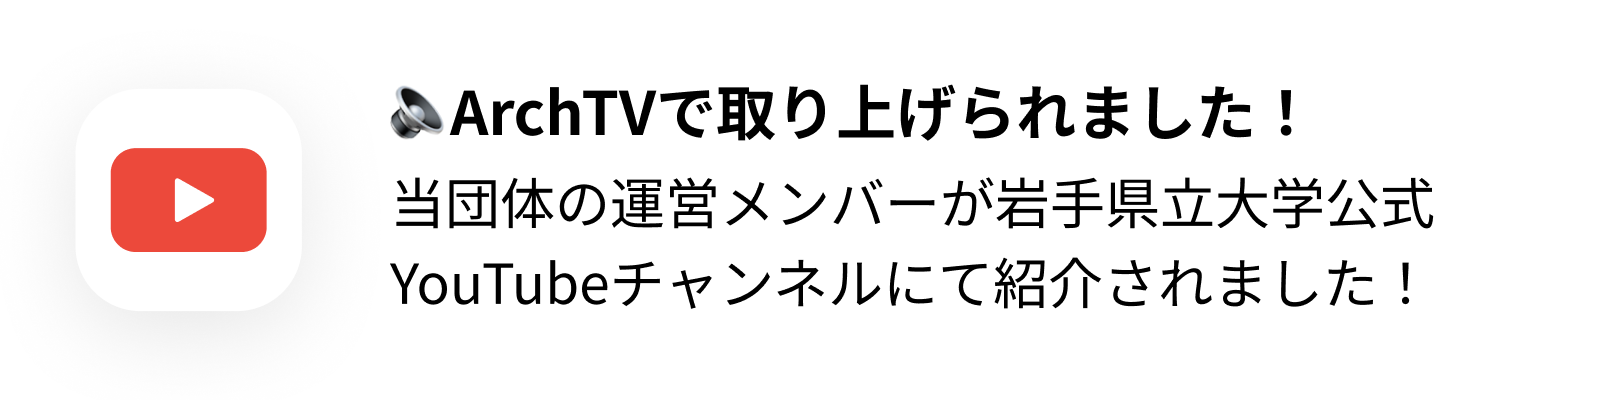 🔈ArchTVで取り上げられました！
当団体の運営メンバーが岩手県立大学公式
YouTubeチャンネルにて紹介されました！